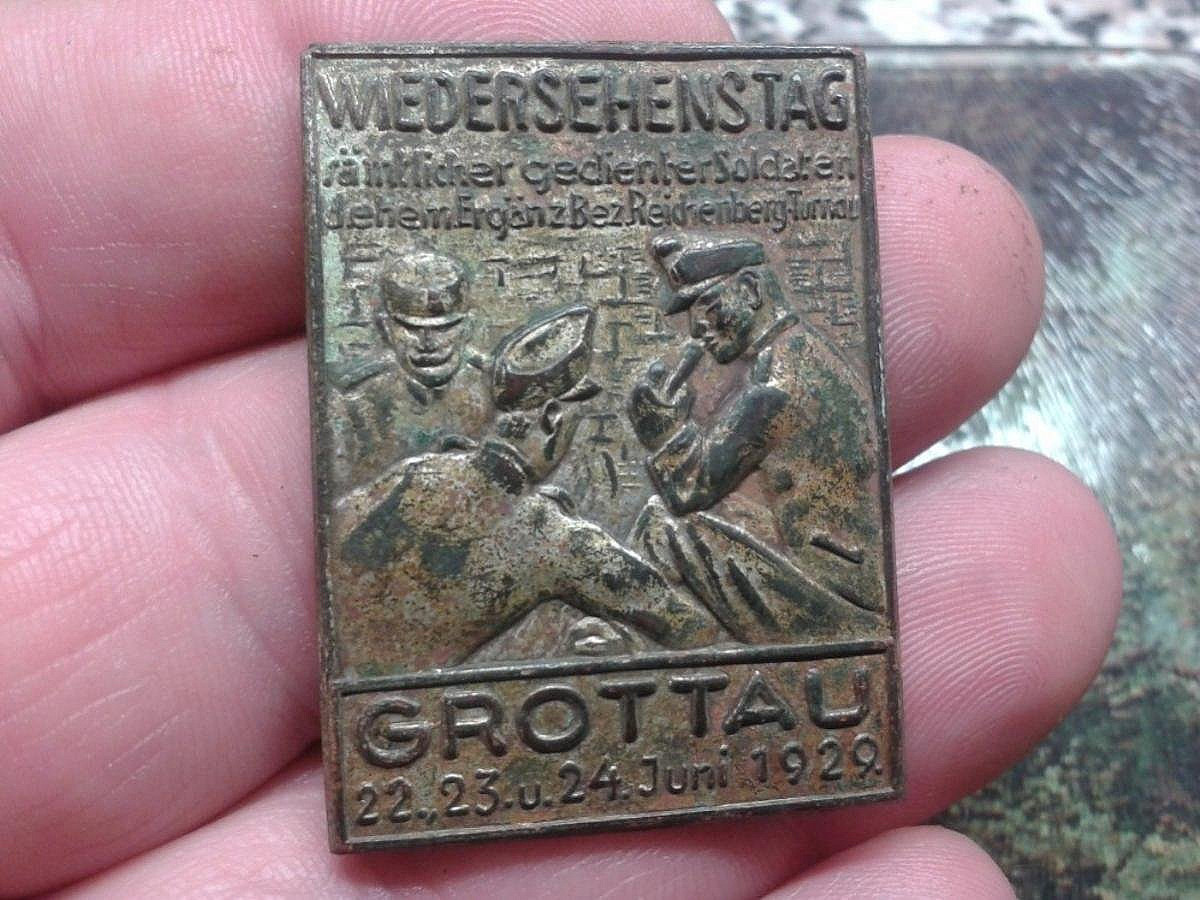 WIEDERSEHENSTAG
sämtlicher gedienter Soldaten
d. ehem. Ergänz Bez. Reichenberg-Turnau
GROTTAU
22., 23. u. 24. Juni 1929.